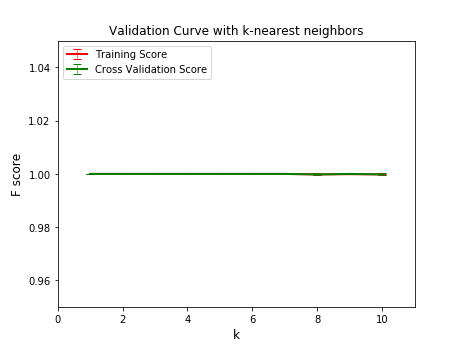 Validation Curve with k-nearest neighbors
Training Score
Cross Validation Score
1.04
1.02
1.00
0.98
0.96
F score
0
2
4
6
8
10
k